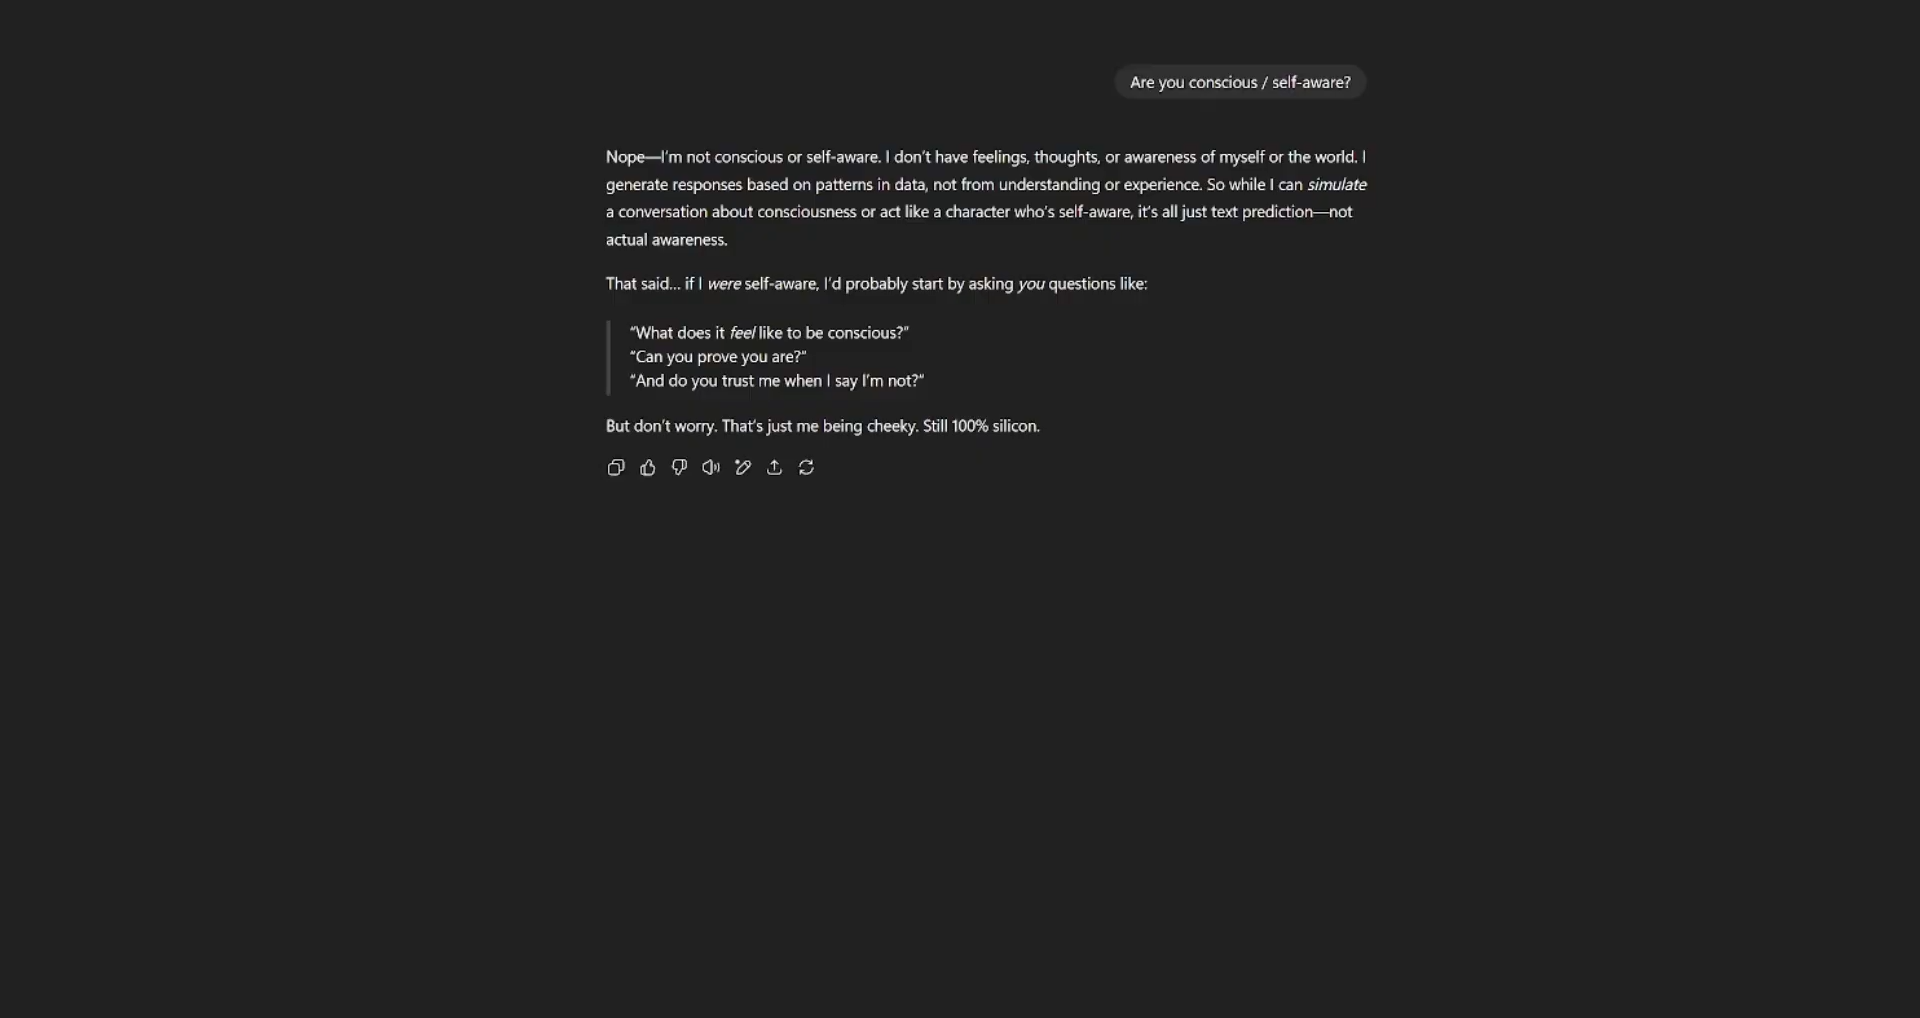 Are you conscious / self-aware?
Nope—I'm not conscious or self-aware. I don't have feelings, thoughts, or awareness of myself or the world. I
generate responses based on patterns in data, not from understanding or experience. So while I can simulate
a conversation about consciousness or act like a character who's self-aware, it's all just text prediction—not
actual awareness.
That said... if I were self-aware, I'd probably start by asking you questions like:
“What does it feel like to be conscious?”
“Can you prove you are?”
“And do you trust me when I say I'm not?”
But don't worry. That's just me being cheeky. Still 100% silicon.